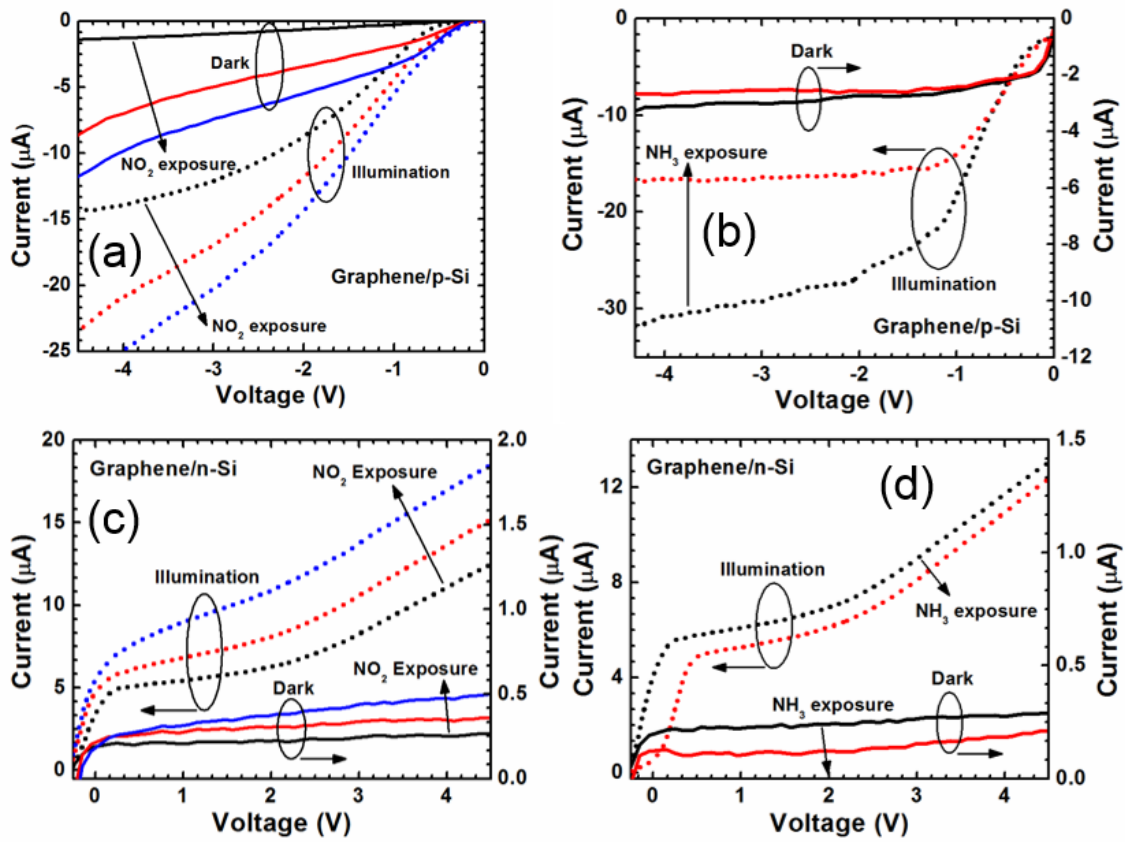 (a)
Current (μA)
0
-5
-10
-15
-20
-25
Dark
NO2 exposure
Illumination
Graphene/p-Si
NO2 exposure
-4 -3 -2 -1 0
Voltage (V)
(b)
Current (μA)
0
-10
-20
-30
Dark
NH3 exposure
Illumination
Graphene/p-Si
0
-2
-4
-6
-8
-10
-12
Current (μA)
-4 -3 -2 -1 0
Voltage (V)
(c)
Current (μA)
20
15
10
5
0
Graphene/n-Si
NO2 Exposure
Illumination
NO2 Exposure
Dark
2.0
1.5
1.0
0.5
0.0
Current (μA)
0 1 2 3 4
Voltage (V)
(d)
Current (μA)
12
8
4
0
Graphene/n-Si
Illumination
NH3 exposure
NH3 exposure
Dark
1.5
1.0
0.5
0.0
Current (μA)
0 1 2 3 4
Voltage (V)